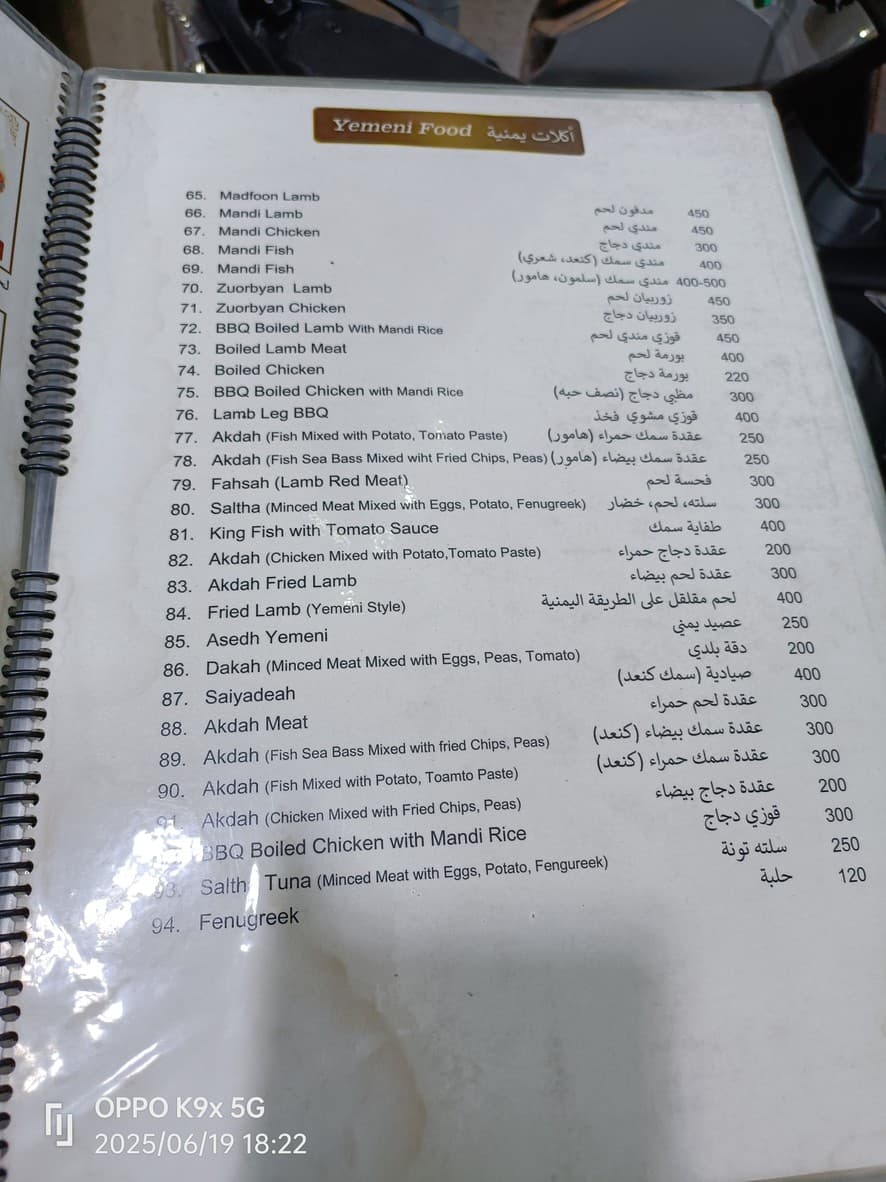 Yemeni Food أكلات يمنية
65. Madfoon Lamb مدفون لحم 450
66. Mandi Lamb مندي لحم 450
67. Mandi Chicken مندي دجاج 300
68. Mandi Fish مندي سمك (كنعد، شعري) 400
69. Mandi Fish مندي سمك (سلمون، هامور) 400-500
70. Zuorbyan Lamb زوربيان لحم 450
71. Zuorbyan Chicken زوربيان دجاج 350
72. BBQ Boiled Lamb With Mandi Rice قوزي مندي لحم 450
73. Boiled Lamb Meat بورمة لحم 400
74. Boiled Chicken بورمة دجاج 220
75. BBQ Boiled Chicken with Mandi Rice مظبي دجاج (نصف حبه) 300
76. Lamb Leg BBQ قوزي مشوي فخذ 400
77. Akdah (Fish Mixed with Potato, Tomato Paste) عقدة سمك حمراء (هامور) 250
78. Akdah (Fish Sea Bass Mixed wiht Fried Chips, Peas) عقدة سمك بيضاء (هامور) 250
79. Fahsah (Lamb Red Meat) فحسة لحم 300
80. Saltha (Minced Meat Mixed with Eggs, Potato, Fenugreek) سلته، لحم، خضار 300
81. King Fish with Tomato Sauce طفاية سمك 400
82. Akdah (Chicken Mixed with Potato,Tomato Paste) عقدة دجاج حمراء 200
83. Akdah Fried Lamb عقدة لحم بيضاء 300
84. Fried Lamb (Yemeni Style) لحم مقلقل على الطريقة اليمنية 400
85. Asedh Yemeni عصيد يمني 250
86. Dakah (Minced Meat Mixed with Eggs, Peas, Tomato) دقة بلدي 200
87. Saiyadeah صيادية (سمك كنعد) 400
88. Akdah Meat عقدة لحم حمراء 300
89. Akdah (Fish Sea Bass Mixed with fried Chips, Peas) عقدة سمك بيضاء (كنعد) 300
90. Akdah (Fish Mixed with Potato, Toamto Paste) عقدة سمك حمراء (كنعد) 300
91. Akdah (Chicken Mixed with Fried Chips, Peas) عقدة دجاج بيضاء 200
BBQ Boiled Chicken with Mandi Rice قوزي دجاج 300
93. Salth Tuna (Minced Meat with Eggs, Potato, Fengureek) سلته تونة 250
94. Fenugreek حلبة 120
OPPO K9x 5G
2025/06/19 18:22